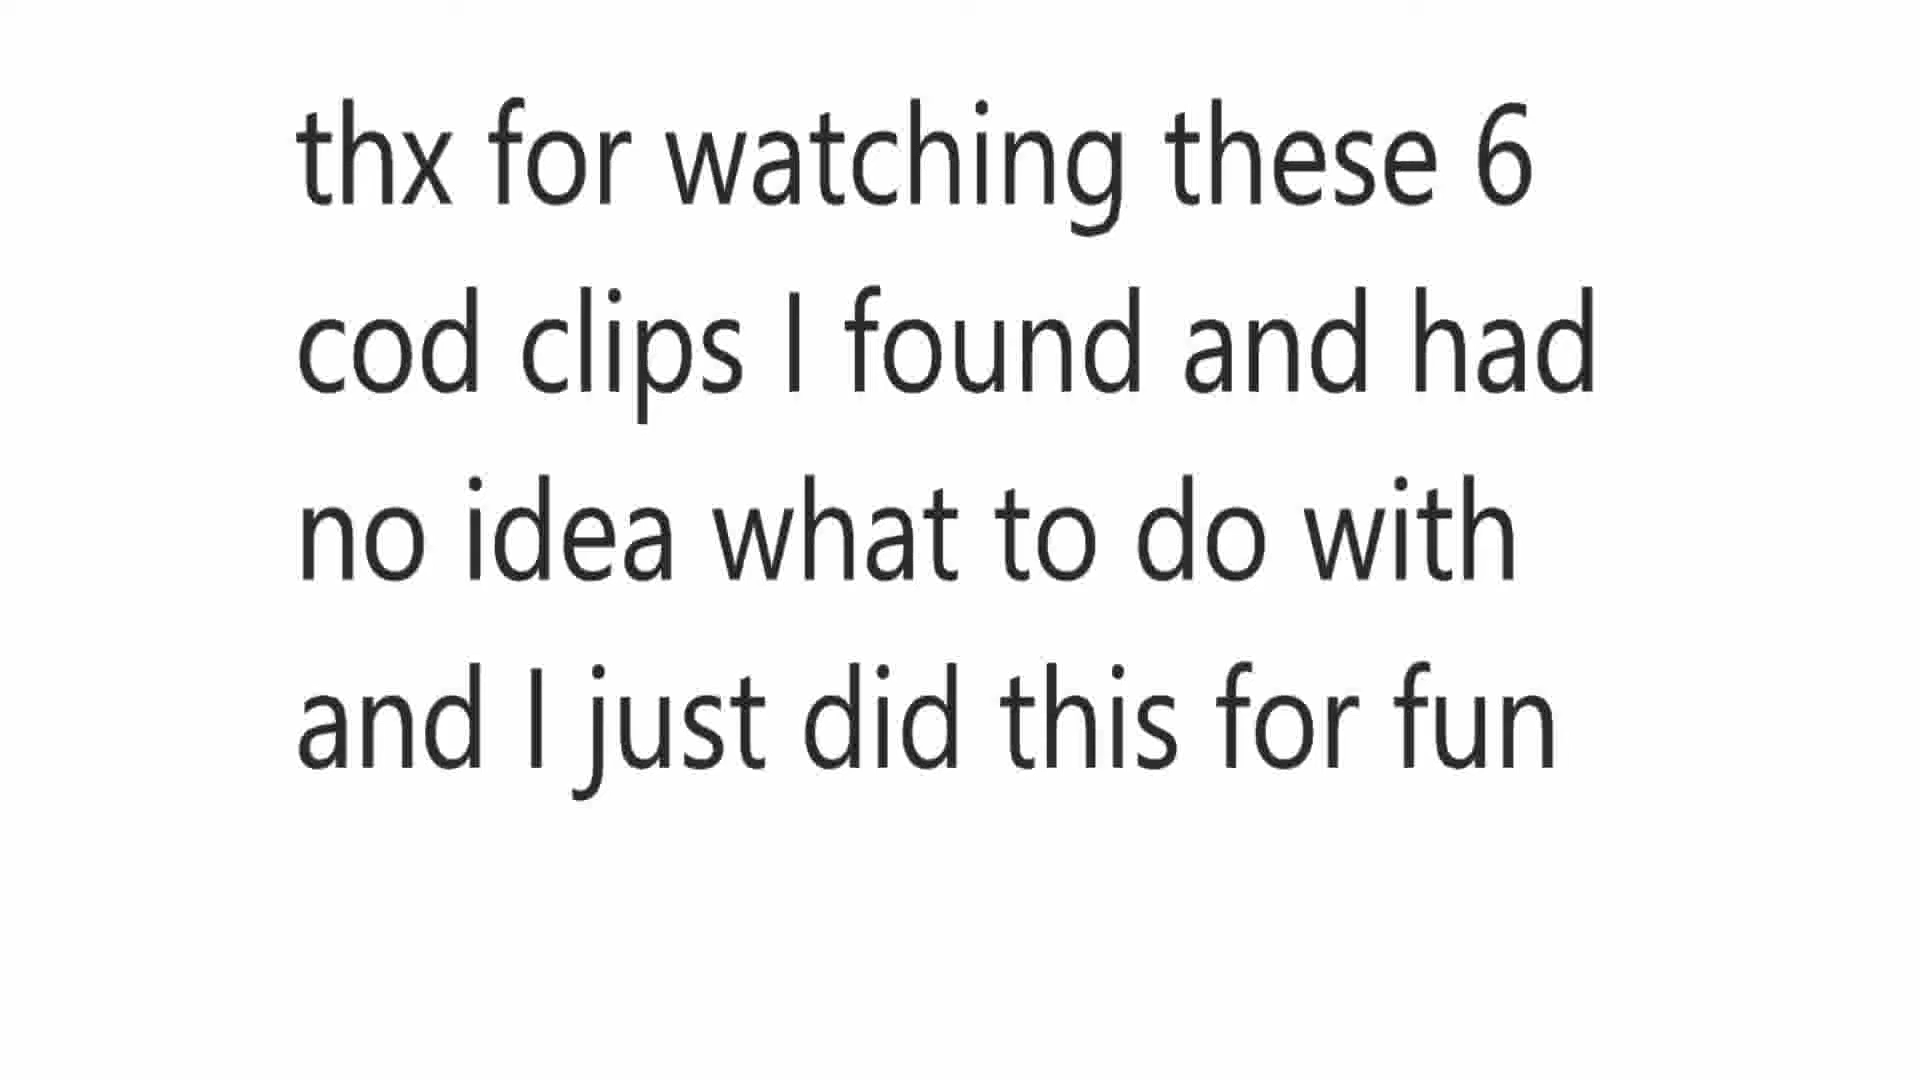 thx for watching these 6
cod clips I found and had
no idea what to do with
and I just did this for fun